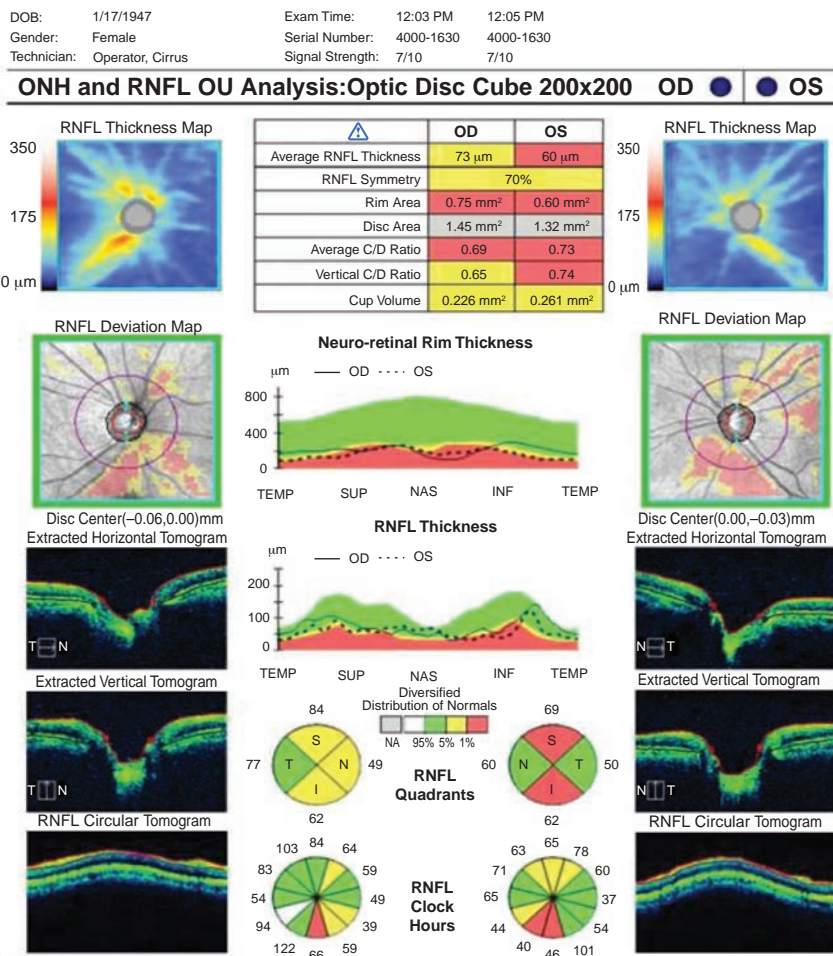 DOB: 1/17/1947 Exam Time: 12:03 PM 12:05 PM
Gender: Female Serial Number: 4000-1630 4000-1630
Technician: Operator, Cirrus Signal Strength: 7/10 7/10
ONH and RNFL OU Analysis:Optic Disc Cube 200x200 OD OS
RNFL Thickness Map
350
175
0 μm
OD OS
Average RNFL Thickness 73 μm 60 μm
RNFL Symmetry 70%
Rim Area 0.75 mm² 0.60 mm²
Disc Area 1.45 mm² 1.32 mm²
Average C/D Ratio 0.69 0.73
Vertical C/D Ratio 0.65 0.74
Cup Volume 0.226 mm² 0.261 mm²
RNFL Thickness Map
350
175
0 μm
RNFL Deviation Map
Disc Center(–0.06,0.00)mm
Neuro-retinal Rim Thickness
μm OD OS
800
400
0
TEMP SUP NAS INF TEMP
RNFL Deviation Map
Disc Center(0.00,–0.03)mm
Extracted Horizontal Tomogram
T N
RNFL Thickness
μm OD OS
200
100
0
TEMP SUP NAS INF TEMP
Extracted Horizontal Tomogram
N T
Extracted Vertical Tomogram
T N
Diversified
Distribution of Normals
NA 95% 5% 1%
84
S
77 T N 49
I
62
RNFL
Quadrants
69
S
60 N T 50
I
62
Extracted Vertical Tomogram
N T
RNFL Circular Tomogram
103 84 64
83 59
54 49
94 39
122 66 59
RNFL
Clock
Hours
63 65 78
71 60
65 37
44 54
40 46 101
RNFL Circular Tomogram